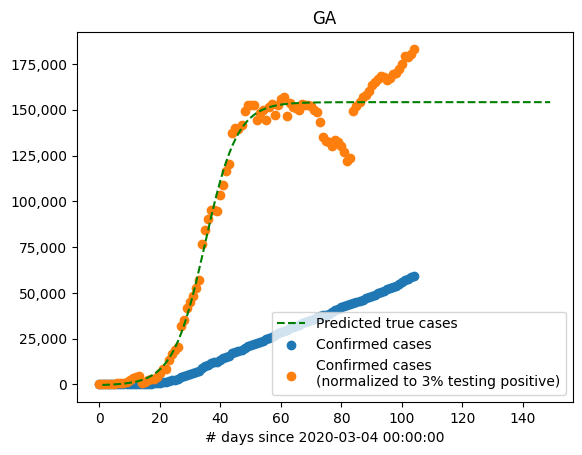 GA
175,000
150,000
125,000
100,000
75,000
50,000
25,000
0
0 20 40 60 80 100 120 140
# days since 2020-03-04 00:00:00
Predicted true cases
Confirmed cases
Confirmed cases
(normalized to 3% testing positive)